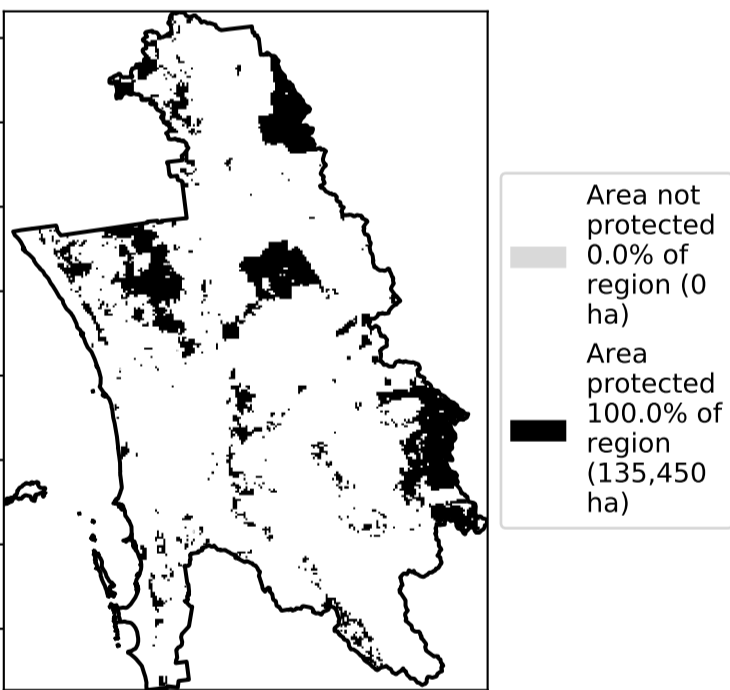 Area not
protected
0.0% of
region (0
ha)
Area
protected
100.0% of
region
(135,450
ha)